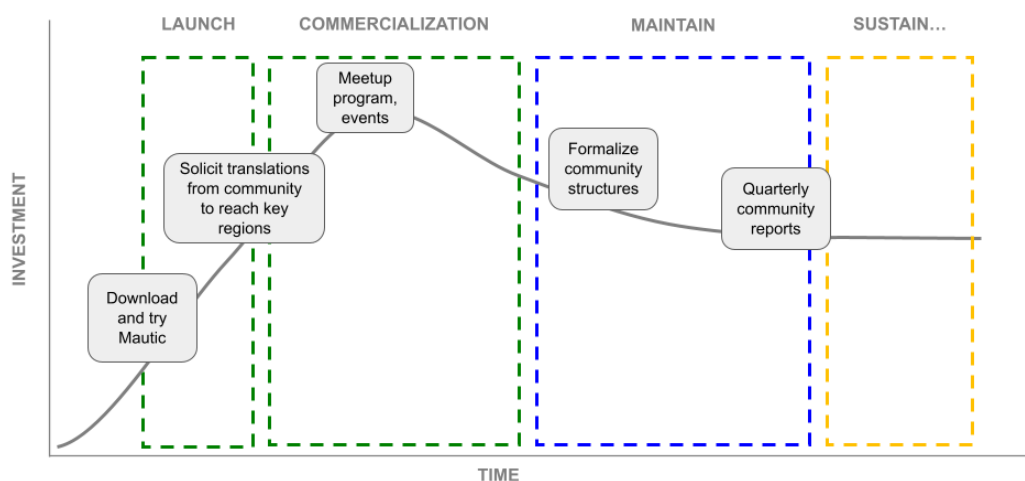 LAUNCH
COMMERCIALIZATION
MAINTAIN
SUSTAIN…
Meetup
program,
events
Solicit translations
from community
to reach key
regions
Formalize
community
structures
Quarterly
community
reports
Download
and try
Mautic
INVESTMENT
TIME